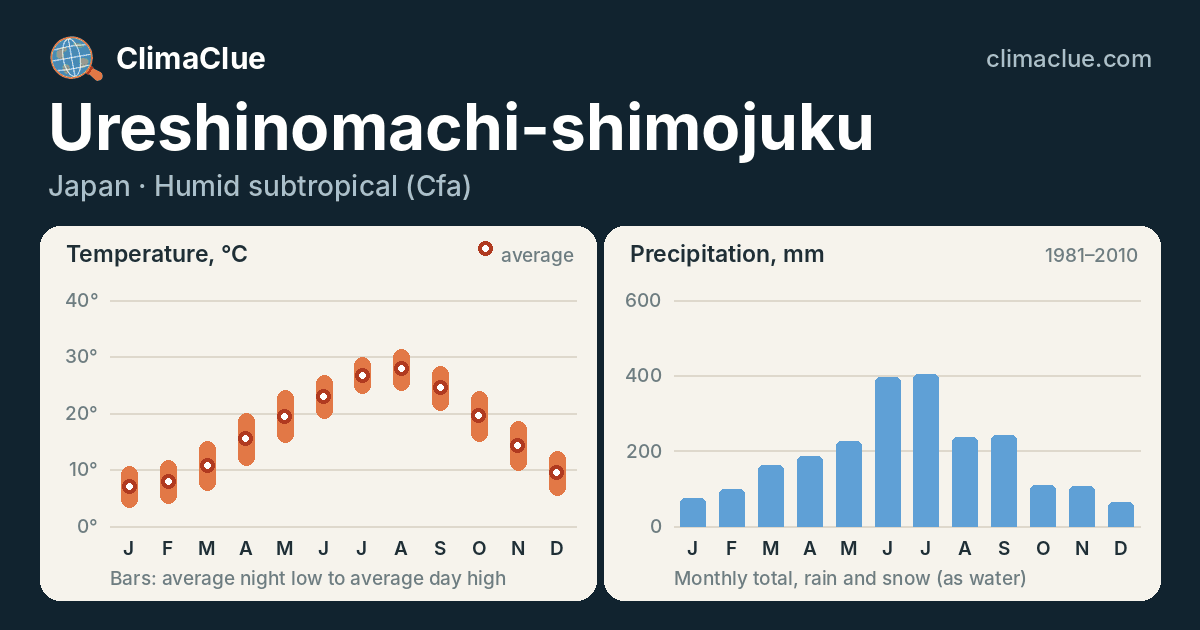 ClimaClue
climaclue.com
Ureshinomachi-shimojuku
Japan · Humid subtropical (Cfa)
Temperature, °C
average
40°
30°
20°
10°
0°
J F M A M J J A S O N D
Bars: average night low to average day high
Precipitation, mm
1981–2010
600
400
200
0
J F M A M J J A S O N D
Monthly total, rain and snow (as water)